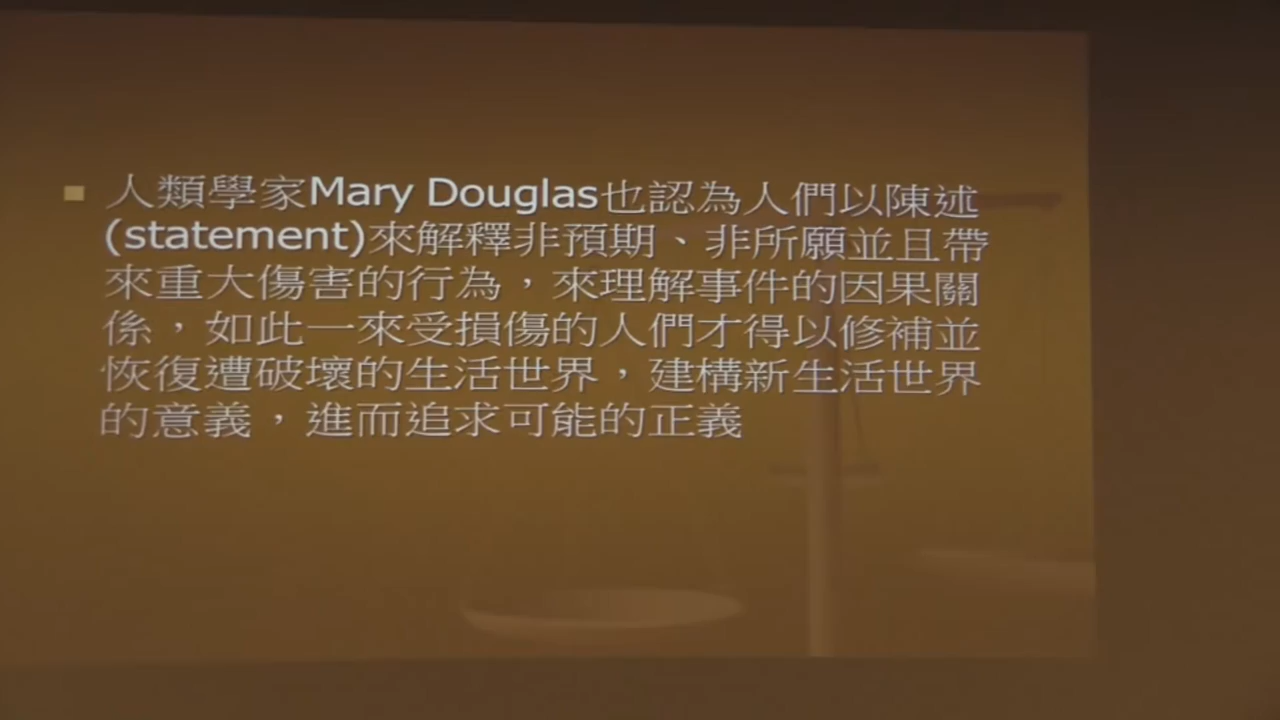 人類學家Mary Douglas也認為人們以陳述
(statement)來解釋非預期、非所願並且帶
來重大傷害的行為，來理解事件的因果關
係，如此一來受損傷的人們才得以修補並
恢復遭破壞的生活世界，建構新生活世界
的意義，進而追求可能的正義